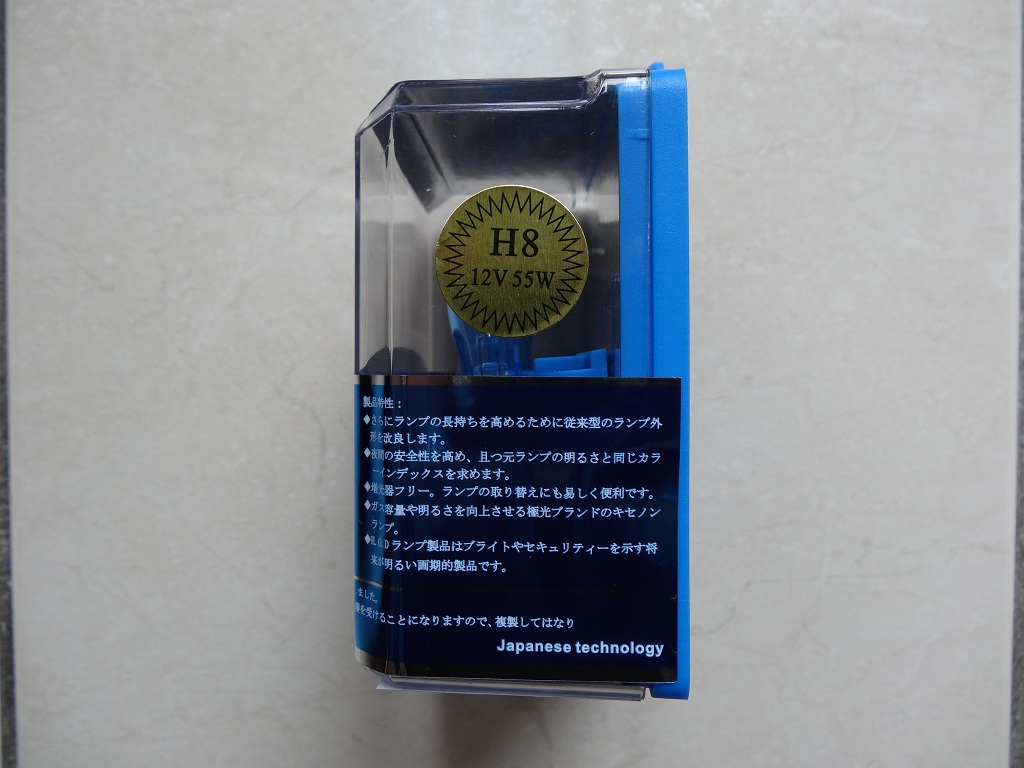 H8
12V 55W
製品特性：
◆さらにランプの長持ちを高めるために従来型のランプ外
形を改良します。
◆夜間の安全性を高め、且つ元ランプの明るさと同じカラ
ーインデックスを求めます。
◆増光器フリー。ランプの取り替えにも易しく便利です。
◆ガス容量や明るさを向上させる極光ブランドのキセノン
ランプ。
◆H.O.Dランプ製品はブライトやセキュリティーを示す将
来が明るい画期的製品です。
しました。
を受けることになりますので、複製してはなり
Japanese technology